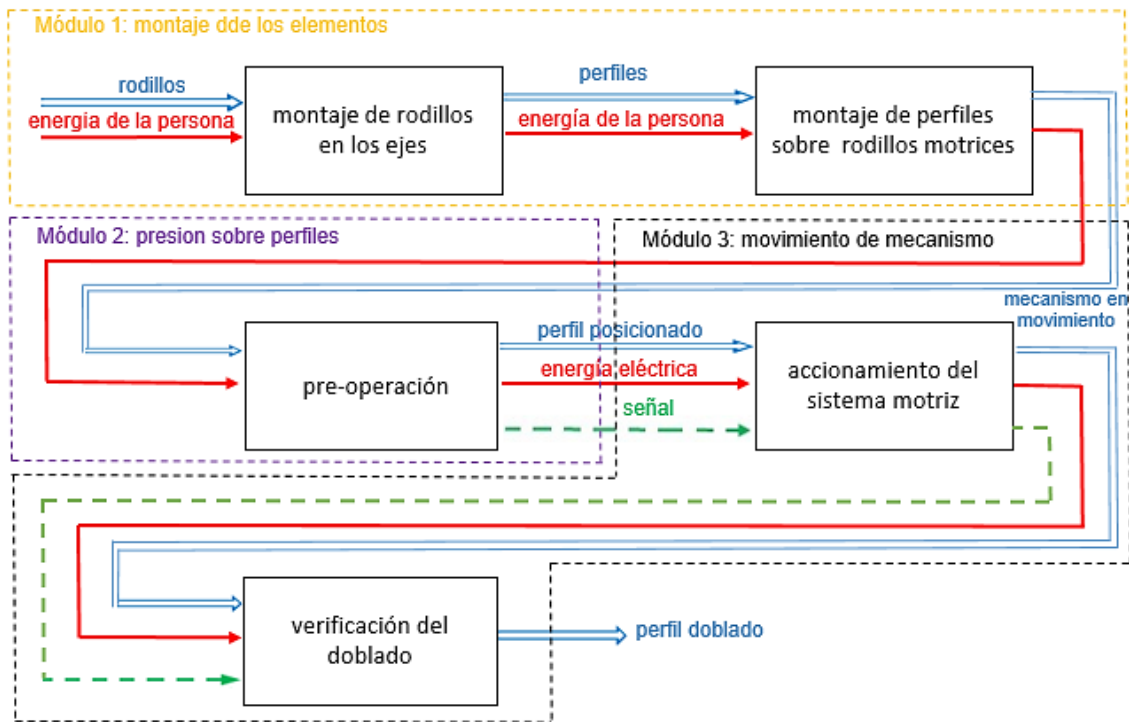 Módulo 1: montaje dde los elementos
rodillos
energía de la persona
montaje de rodillos
en los ejes
perfiles
energía de la persona
montaje de perfiles
sobre rodillos motrices
Módulo 2: presion sobre perfiles
Módulo 3: movimiento de mecanismo
pre-operación
perfil posicionado
energía eléctrica
señal
accionamiento del
sistema motriz
mecanismo en
movimiento
verificación del
doblado
perfil doblado